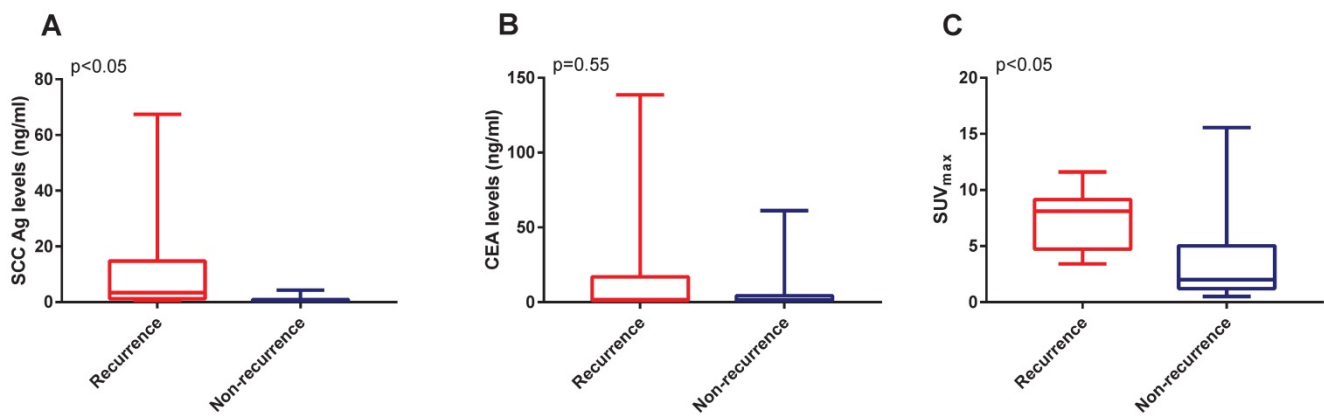 A
p<0.05
SCC Ag levels (ng/ml)
80
60
40
20
0
Recurrence
Non-recurrence
B
p=0.55
CEA levels (ng/ml)
150
100
50
0
Recurrence
Non-recurrence
C
p<0.05
SUVmax
20
15
10
5
0
Recurrence
Non-recurrence